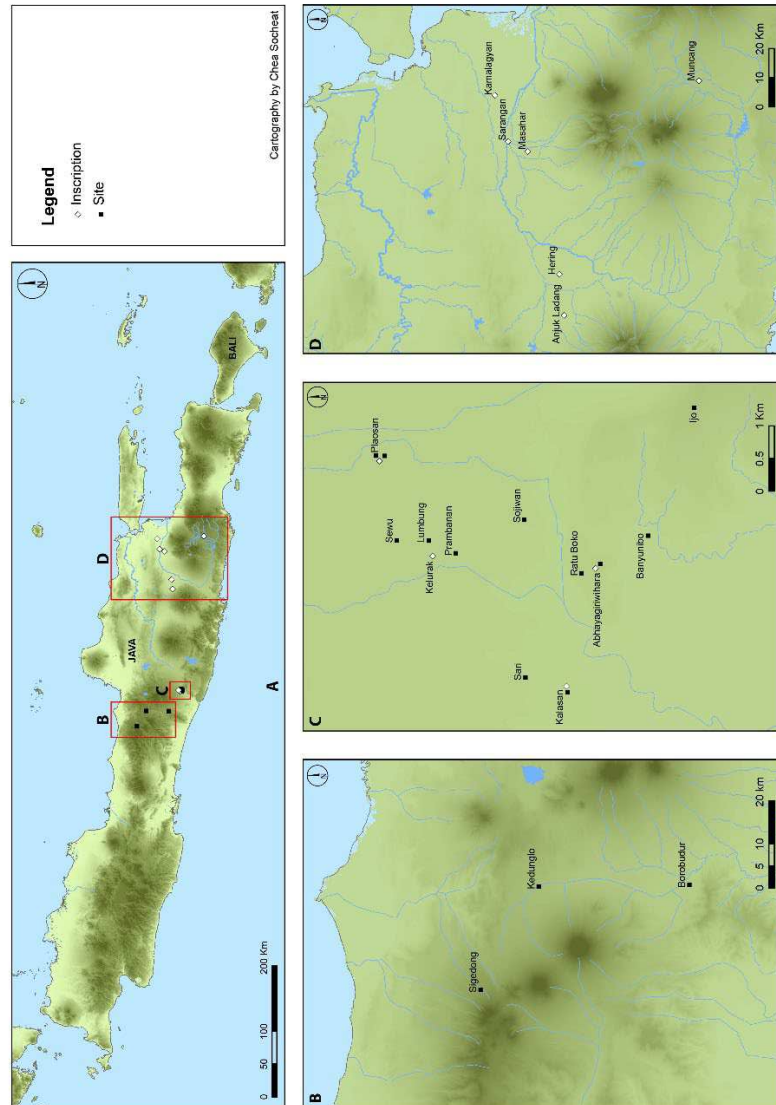 N
JAVA
BALI
B
C
D
0 50 100 200 Km
A
Legend
Inscription
Site
Cartography by Chea Socheat
B
N
Sigedong
Kedunglo
Borobudur
0 5 10 20 km
C
N
Plaosan
Sewu
Lumbung
Kelurak
Prambanan
Sojiwan
San
Ratu Boko
Kalasan
Abhayagiriwihara
Banyunibo
Ijo
0 0.5 1 Km
D
N
Kamalagyan
Sarangan
Masahar
Hering
Anjuk Ladang
Muncang
0 10 20 Km